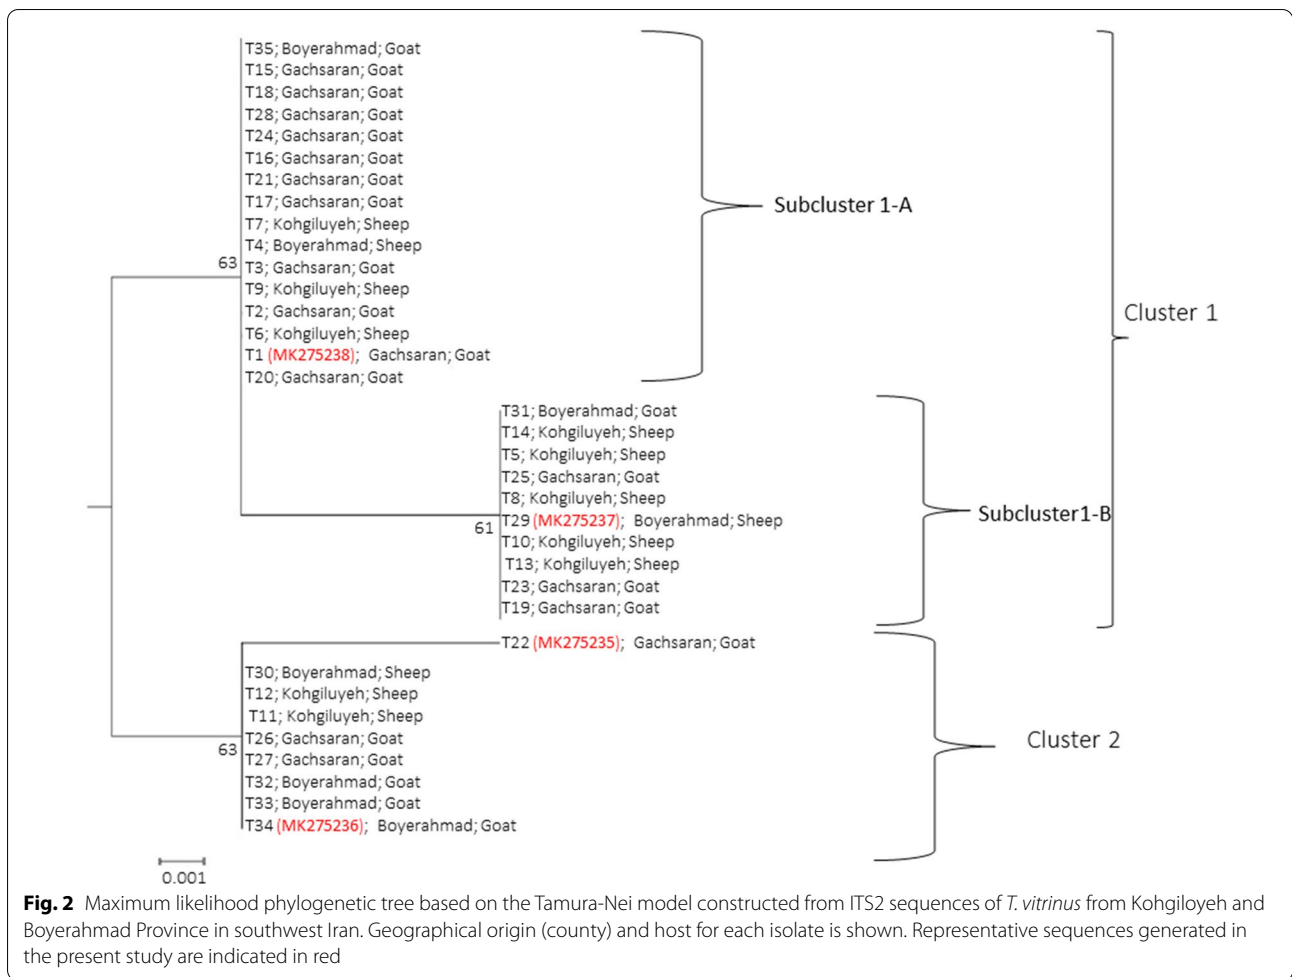 T35; Boyerahmad; Goat
T15; Gachsaran; Goat
T18; Gachsaran; Goat
T28; Gachsaran; Goat
T24; Gachsaran; Goat
T16; Gachsaran; Goat
T21; Gachsaran; Goat
T17; Gachsaran; Goat
T7; Kohgiluyeh; Sheep
T4; Boyerahmad; Sheep
T3; Gachsaran; Goat
T9; Kohgiluyeh; Sheep
T2; Gachsaran; Goat
T6; Kohgiluyeh; Sheep
T1 (MK275238); Gachsaran; Goat
T20; Gachsaran; Goat
63
Subcluster 1-A
Cluster 1
T31; Boyerahmad; Goat
T14; Kohgiluyeh; Sheep
T5; Kohgiluyeh; Sheep
T25; Gachsaran; Goat
T8; Kohgiluyeh; Sheep
T29 (MK275237); Boyerahmad; Sheep
T10; Kohgiluyeh; Sheep
T13; Kohgiluyeh; Sheep
T23; Gachsaran; Goat
T19; Gachsaran; Goat
61
Subcluster1-B
T22 (MK275235); Gachsaran; Goat
T30; Boyerahmad; Sheep
T12; Kohgiluyeh; Sheep
T11; Kohgiluyeh; Sheep
T26; Gachsaran; Goat
T27; Gachsaran; Goat
T32; Boyerahmad; Goat
T33; Boyerahmad; Goat
T34 (MK275236); Boyerahmad; Goat
63
Cluster 2
0.001
Fig. 2 Maximum likelihood phylogenetic tree based on the Tamura-Nei model constructed from ITS2 sequences of T. vitrinus from Kohgiloyeh and
Boyerahmad Province in southwest Iran. Geographical origin (county) and host for each isolate is shown. Representative sequences generated in
the present study are indicated in red